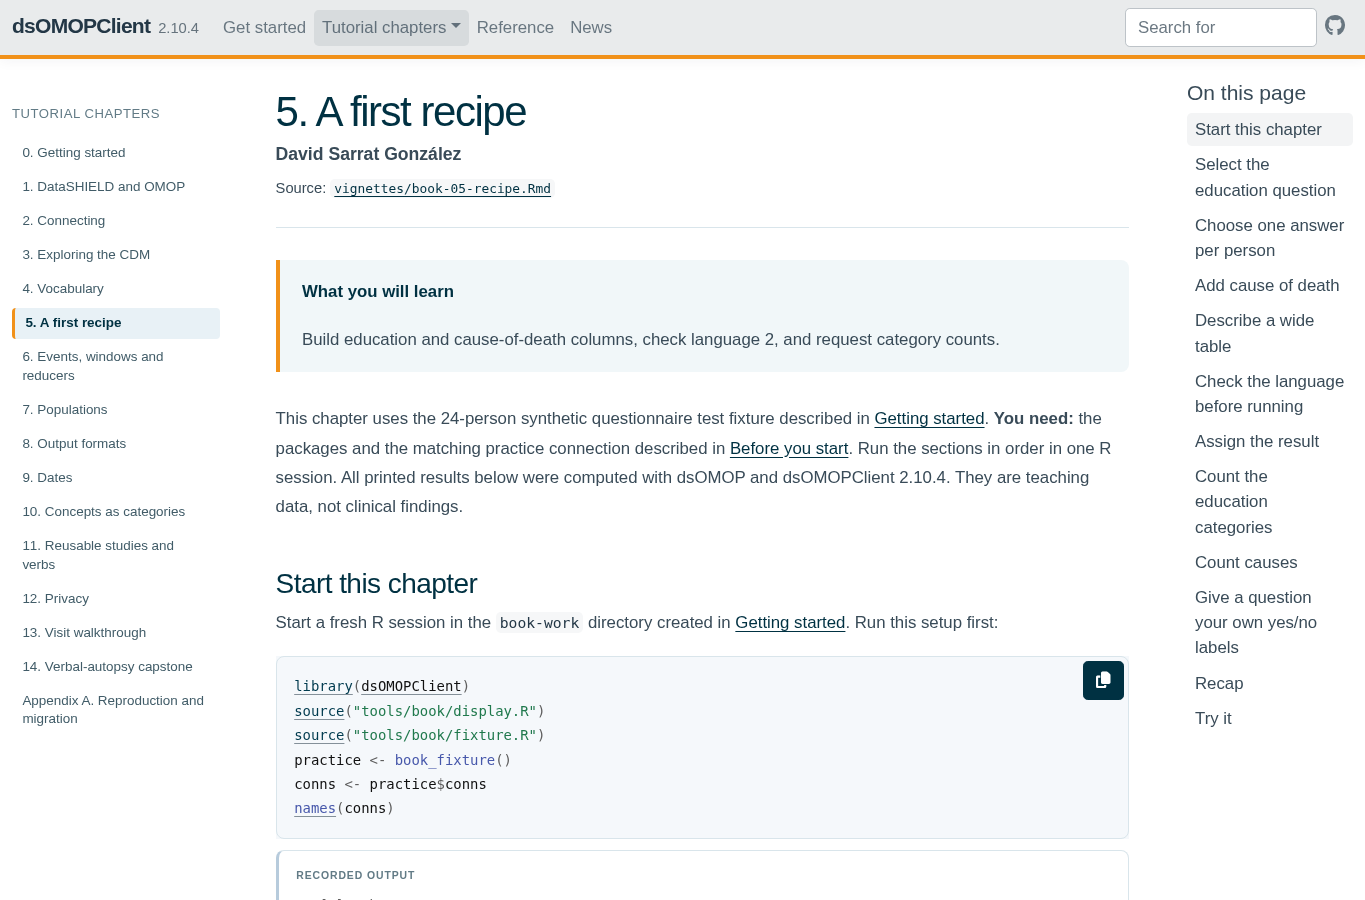 dsOMOPClient 2.10.4 Get started Tutorial chapters Reference News Search for
TUTORIAL CHAPTERS
0. Getting started
1. DataSHIELD and OMOP
2. Connecting
3. Exploring the CDM
4. Vocabulary
5. A first recipe
6. Events, windows and
reducers
7. Populations
8. Output formats
9. Dates
10. Concepts as categories
11. Reusable studies and
verbs
12. Privacy
13. Visit walkthrough
14. Verbal-autopsy capstone
Appendix A. Reproduction and
migration
5. A first recipe
David Sarrat González
Source: vignettes/book-05-recipe.Rmd
What you will learn
Build education and cause-of-death columns, check language 2, and request category counts.
This chapter uses the 24-person synthetic questionnaire test fixture described in Getting started. You need: the
packages and the matching practice connection described in Before you start. Run the sections in order in one R
session. All printed results below were computed with dsOMOP and dsOMOPClient 2.10.4. They are teaching
data, not clinical findings.
Start this chapter
Start a fresh R session in the book-work directory created in Getting started. Run this setup first:
library(dsOMOPClient)
source("tools/book/display.R")
source("tools/book/fixture.R")
practice <- book_fixture()
conns <- practice$conns
names(conns)
RECORDED OUTPUT
On this page
Start this chapter
Select the
education question
Choose one answer
per person
Add cause of death
Describe a wide
table
Check the language
before running
Assign the result
Count the
education
categories
Count causes
Give a question
your own yes/no
labels
Recap
Try it